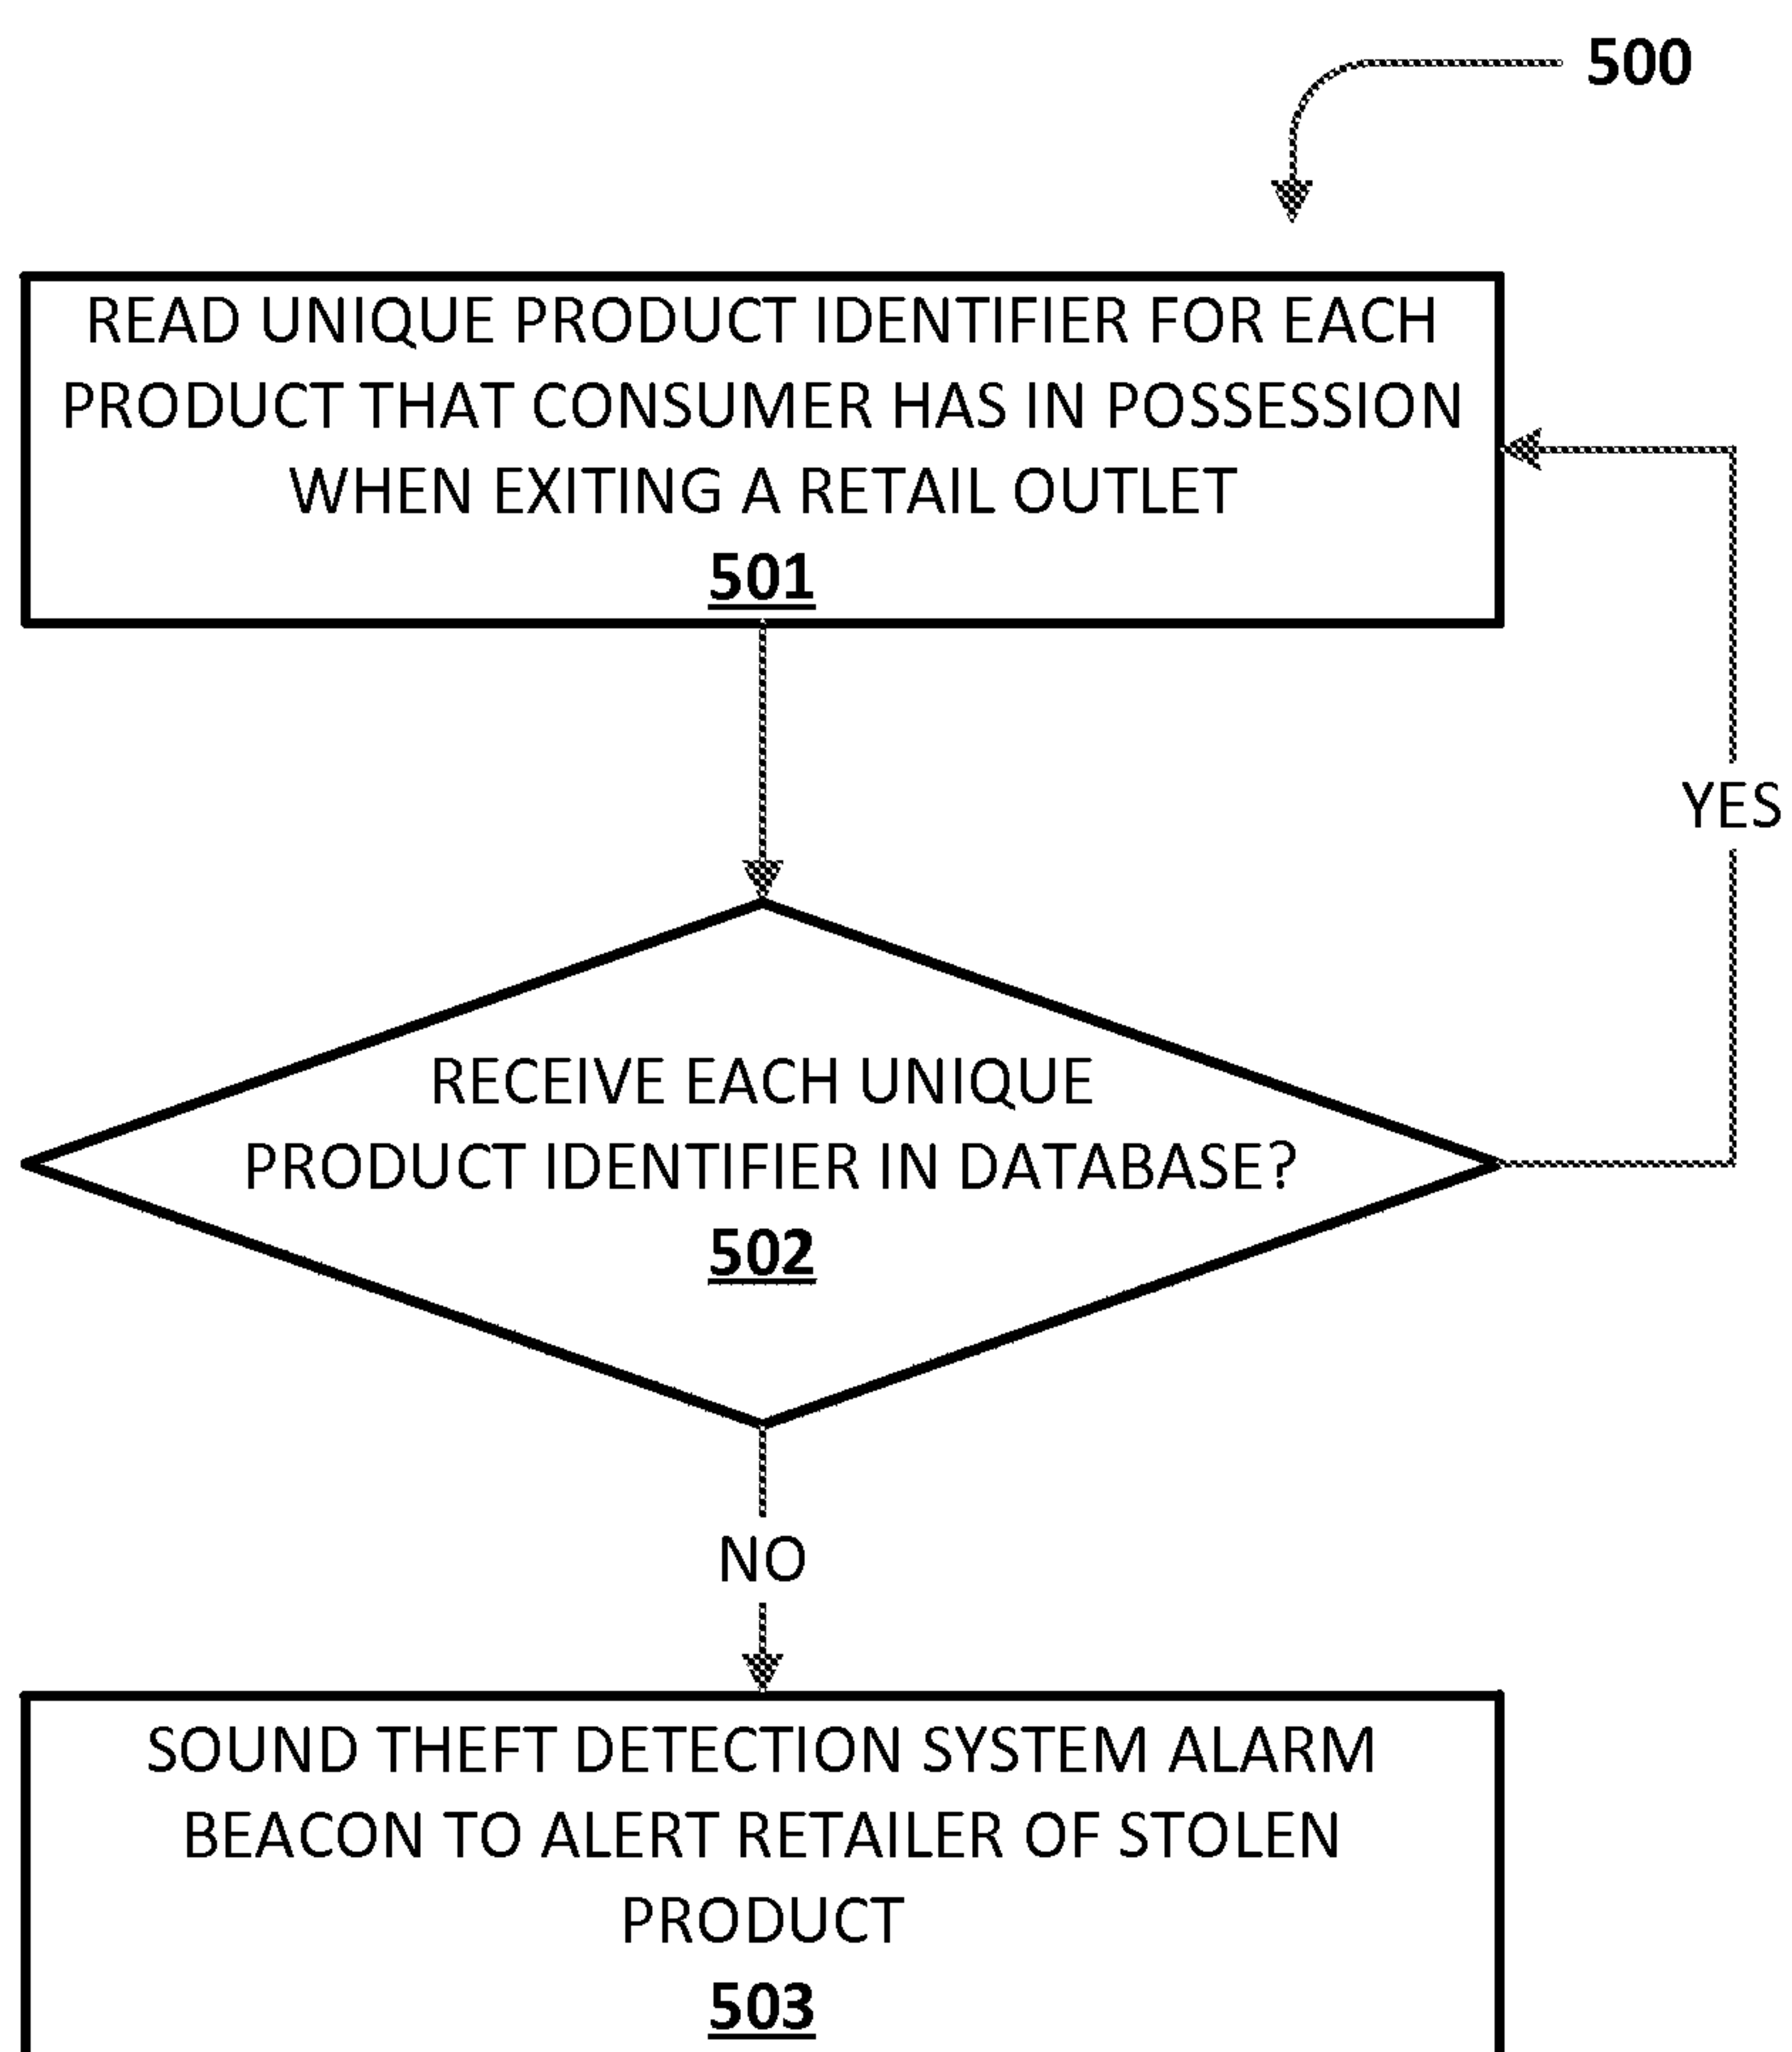 500
READ UNIQUE PRODUCT IDENTIFIER FOR EACH
PRODUCT THAT CONSUMER HAS IN POSSESSION
WHEN EXITING A RETAIL OUTLET
501
YES
RECEIVE EACH UNIQUE
PRODUCT IDENTIFIER IN DATABASE?
502
NO
SOUND THEFT DETECTION SYSTEM ALARM
BEACON TO ALERT RETAILER OF STOLEN
PRODUCT
503